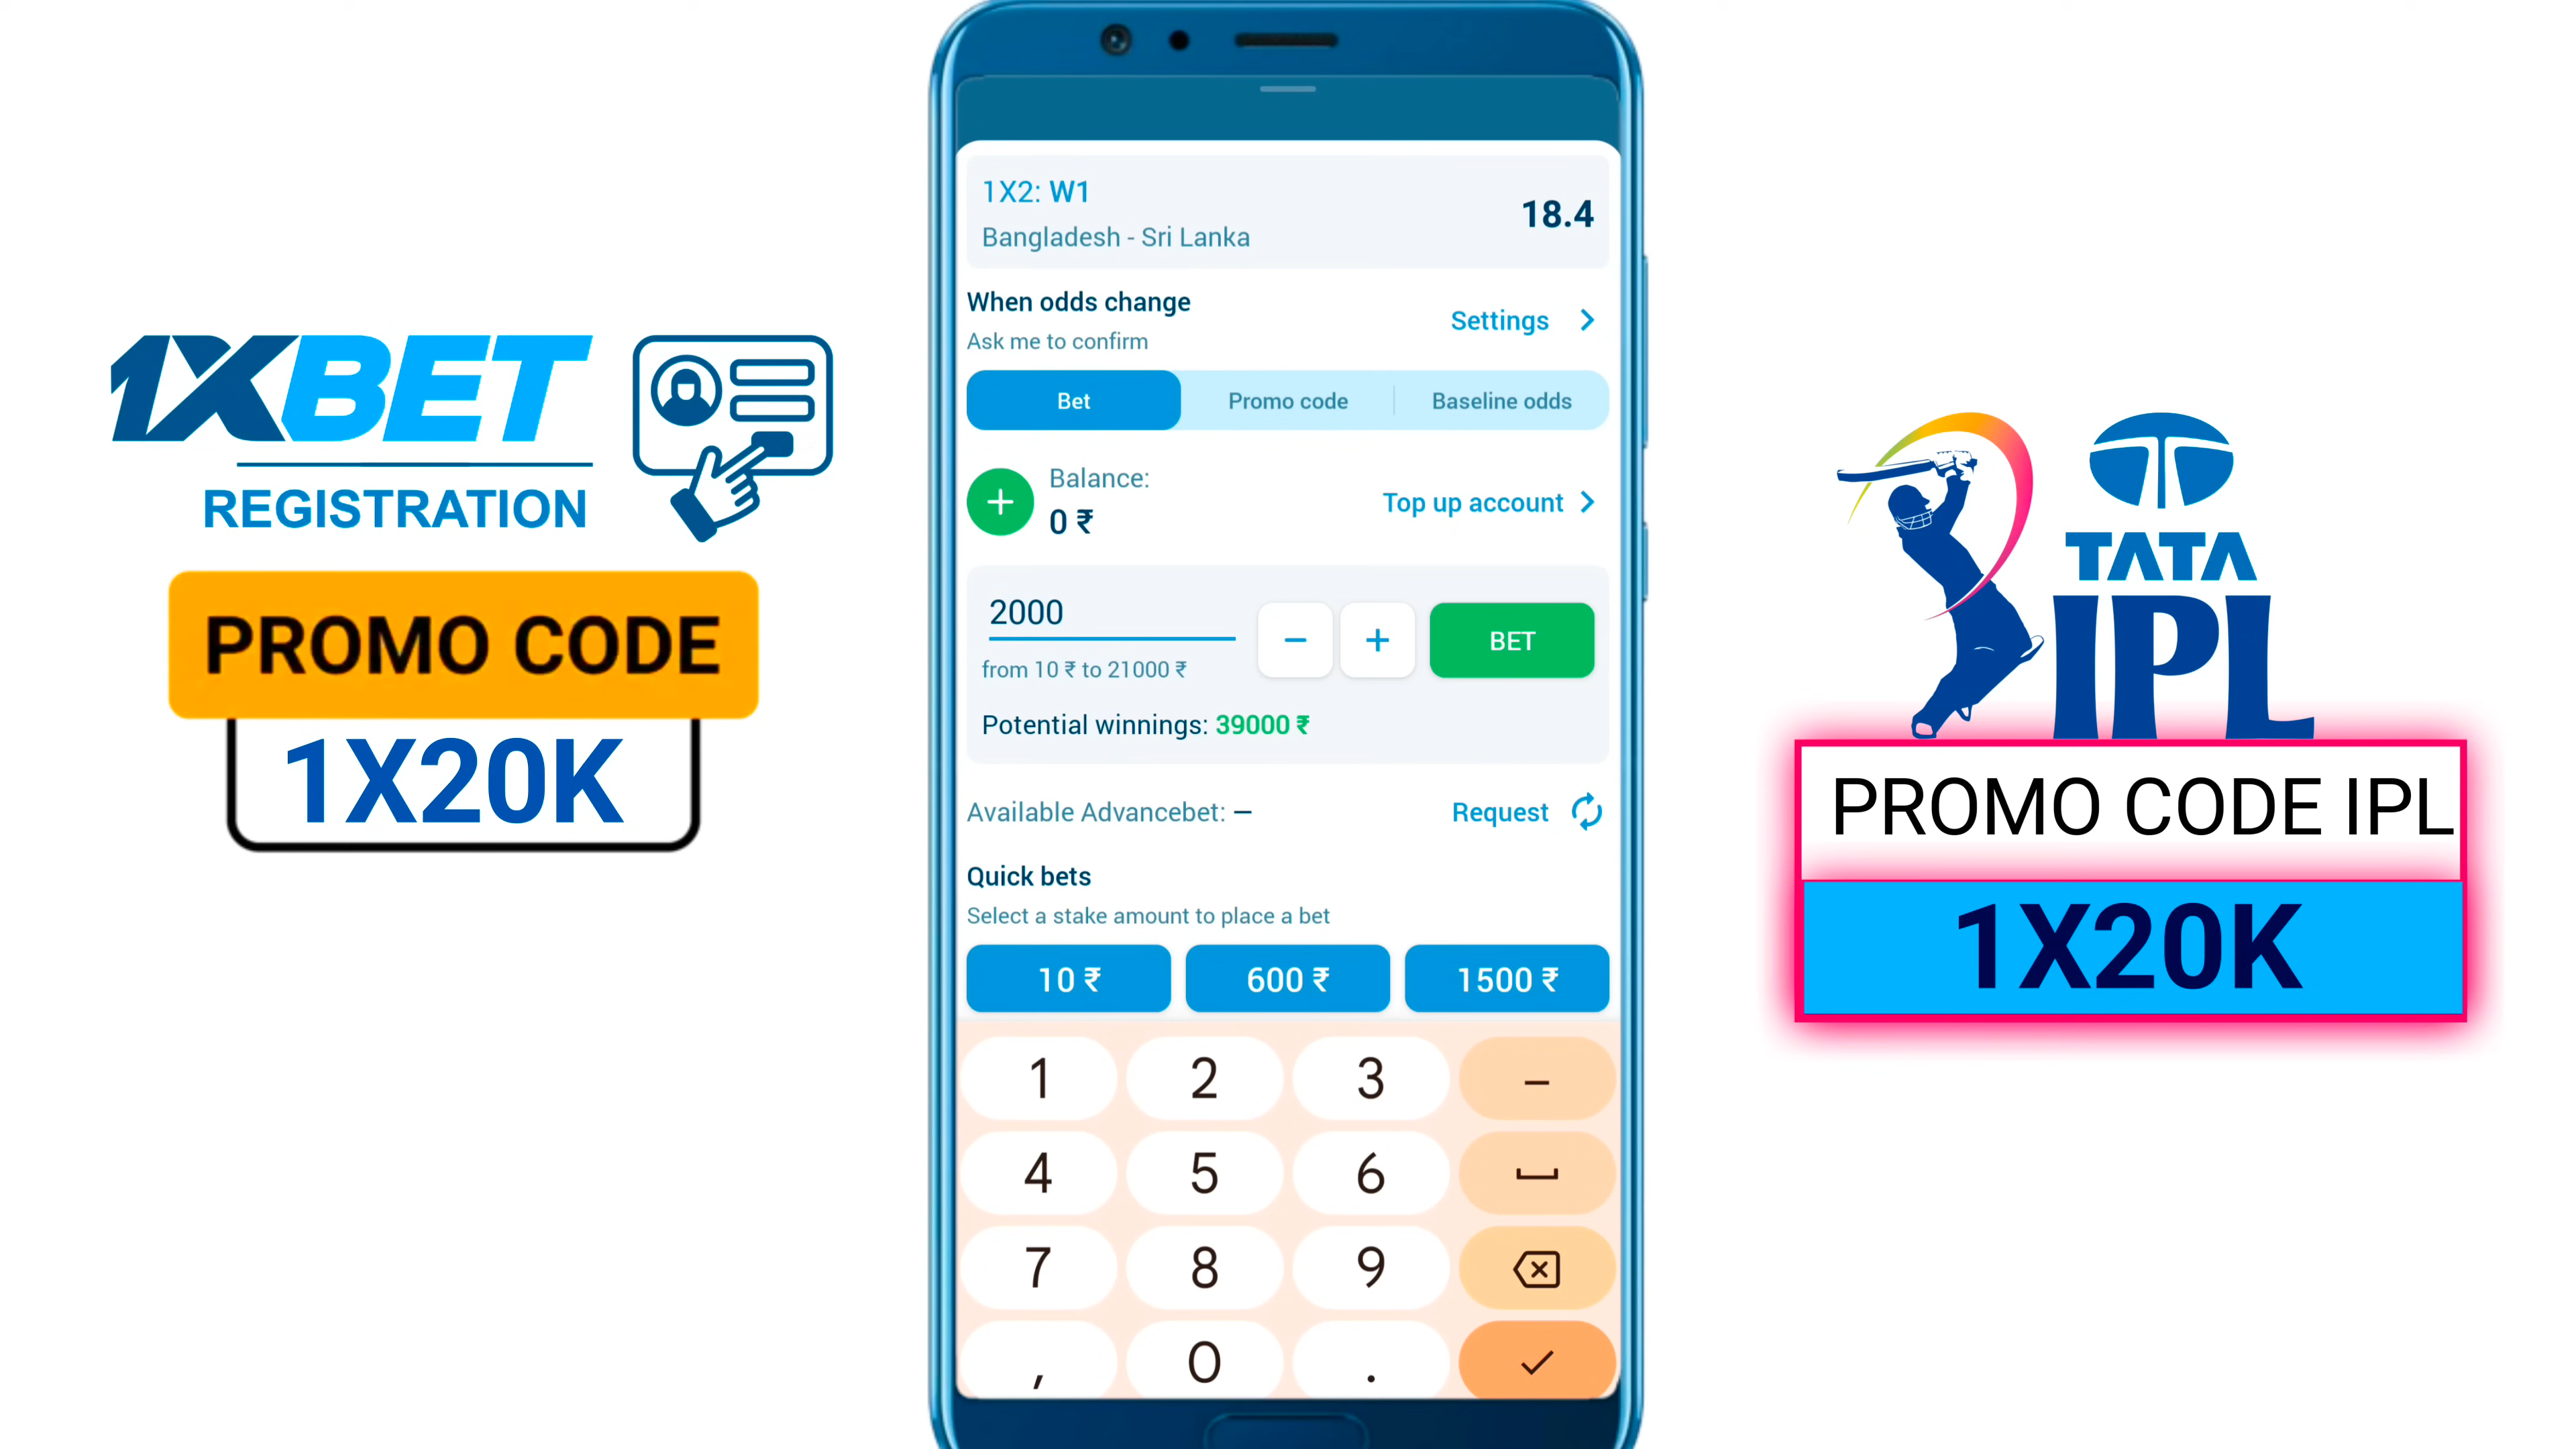 1XBET
REGISTRATION
PROMO CODE
1X20K
1X2: W1
Bangladesh - Sri Lanka
18.4
When odds change
Ask me to confirm
Settings
Bet
Promo code
Baseline odds
Balance:
0 ₹
Top up account
2000
from 10 ₹ to 21000 ₹
BET
Potential winnings: 39000 ₹
Available Advancebet: –
Request
Quick bets
Select a stake amount to place a bet
10 ₹
600 ₹
1500 ₹
1 2 3 –
4 5 6
7 8 9
, 0 .
TATA
IPL
PROMO CODE IPL
1X20K